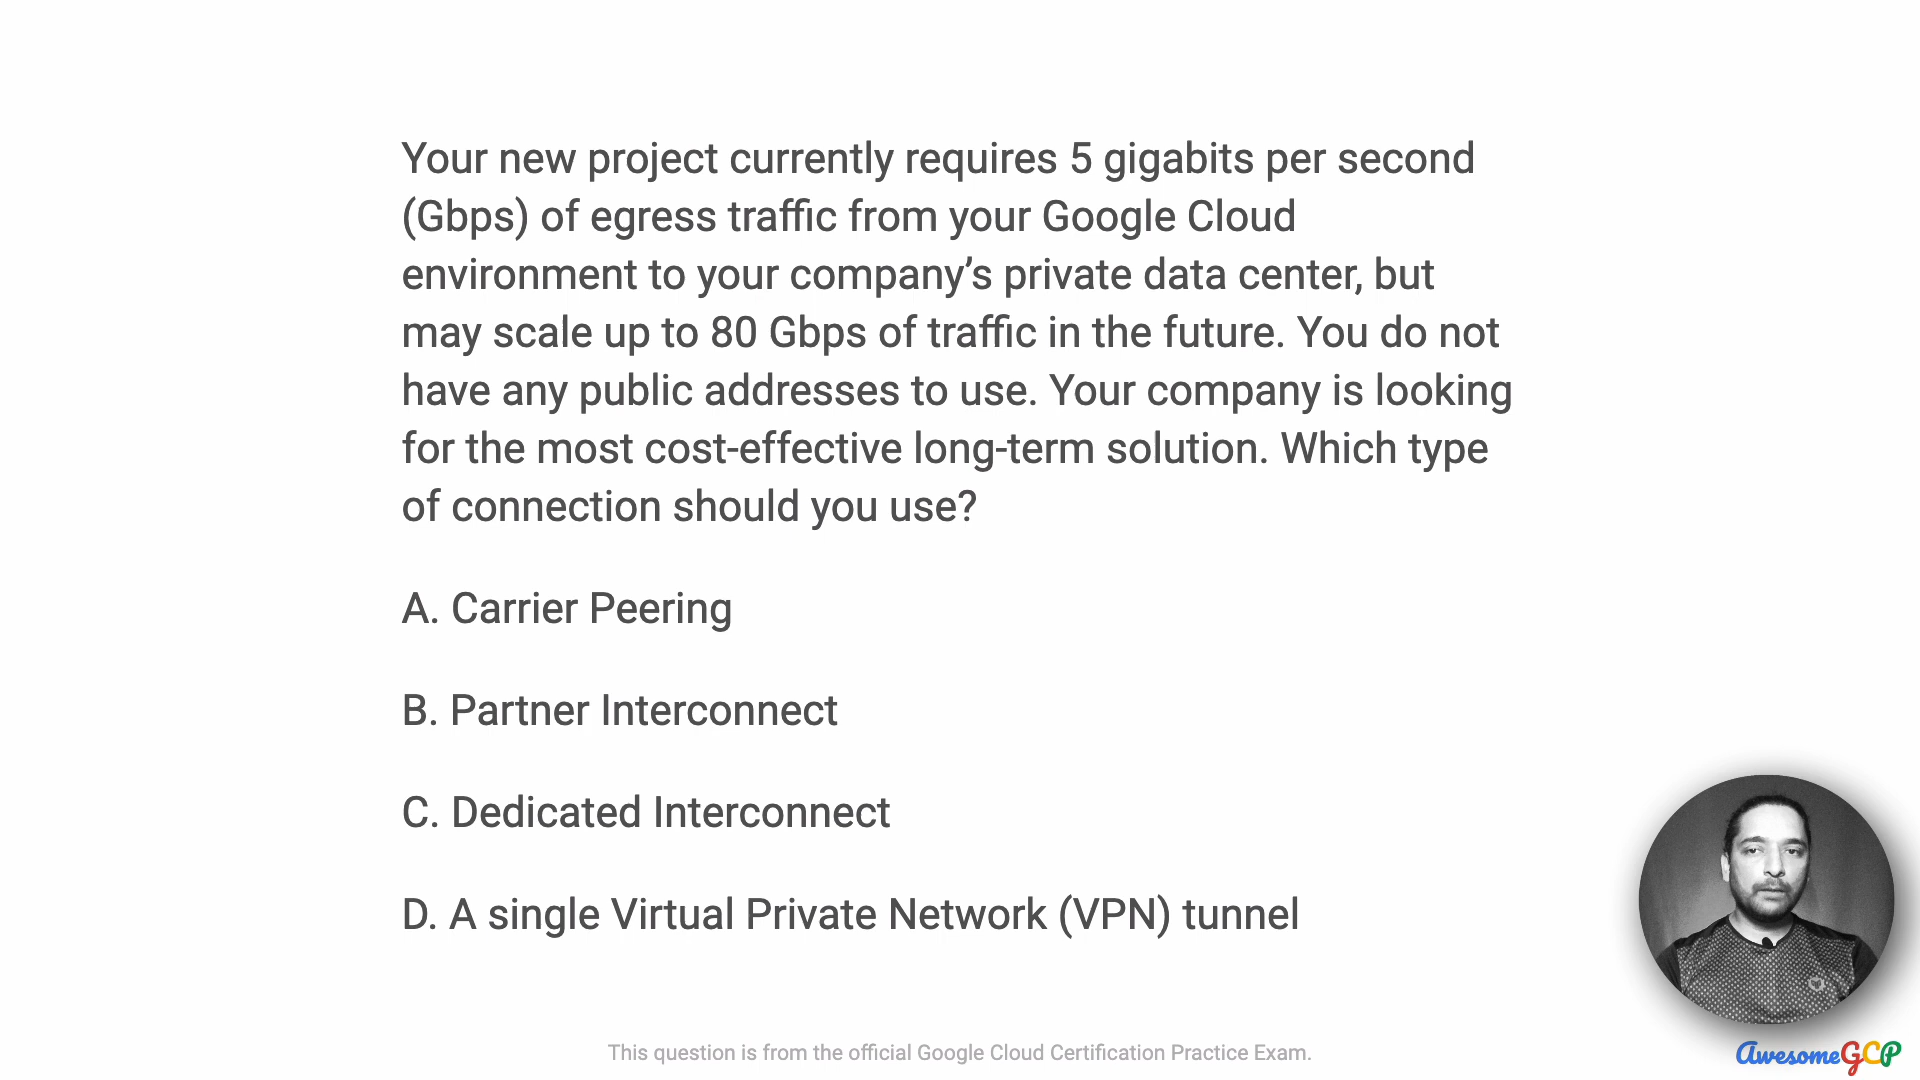 Your new project currently requires 5 gigabits per second
(Gbps) of egress traffic from your Google Cloud
environment to your company’s private data center, but
may scale up to 80 Gbps of traffic in the future. You do not
have any public addresses to use. Your company is looking
for the most cost-effective long-term solution. Which type
of connection should you use?
A. Carrier Peering
B. Partner Interconnect
C. Dedicated Interconnect
D. A single Virtual Private Network (VPN) tunnel
This question is from the official Google Cloud Certification Practice Exam.
AwesomeGCP